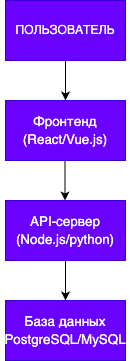 ПОЛЬЗОВАТЕЛЬ
Фронтенд
(React/Vue.js)
API-сервер
(Node.js/python)
База данных
PostgreSQL/MySQL